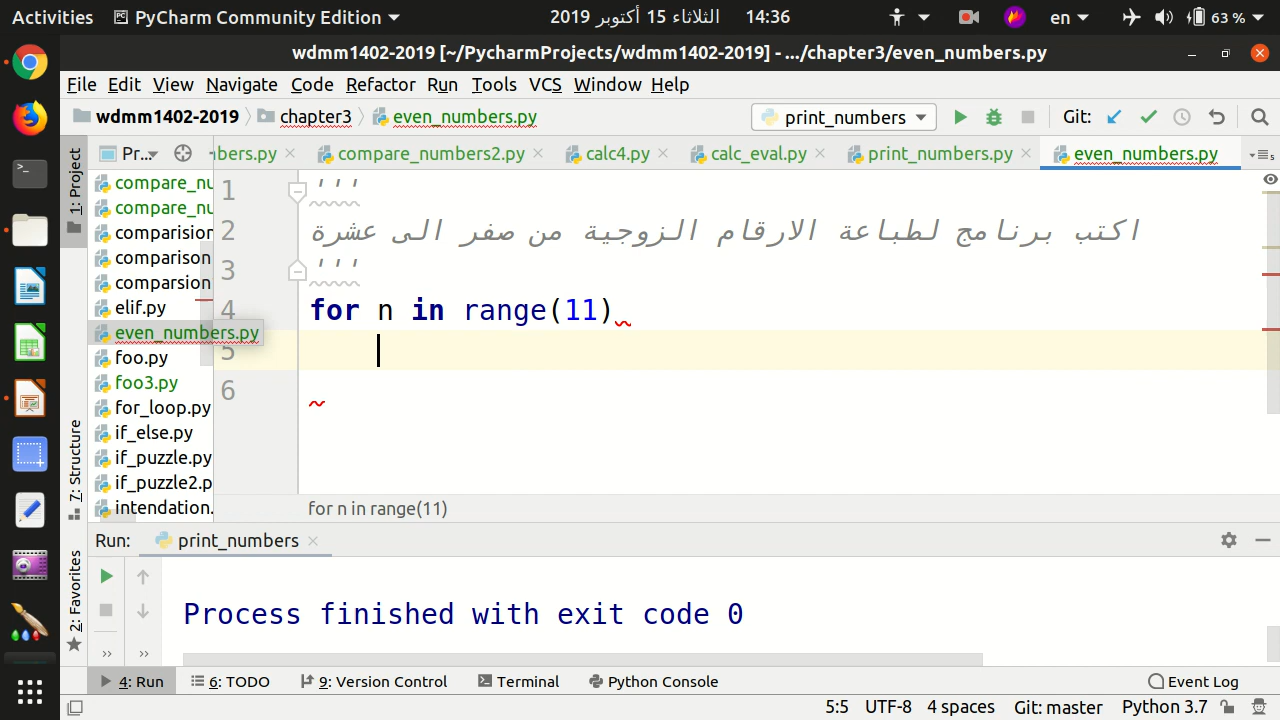 Activities PyCharm Community Edition الثلاثاء 15 أكتوبر 2019 14:36 en 63 %
wdmm1402-2019 [~/PycharmProjects/wdmm1402-2019] - .../chapter3/even_numbers.py
File Edit View Navigate Code Refactor Run Tools VCS Window Help
wdmm1402-2019 chapter3 even_numbers.py print_numbers Git:
1: Project
Pr... bers.py compare_numbers2.py calc4.py calc_eval.py print_numbers.py even_numbers.py
compare_nu
compare_nu
comparision
comparison
comparsion
elif.py
even_numbers.py
foo.py
foo3.py
for_loop.py
if_else.py
if_puzzle.py
if_puzzle2.p
intendation.
1 '''
2 اكتب برنامج لطباعة الارقام الزوجية من صفر الى عشرة
3 '''
4 for n in range(11)
5
6
for n in range(11)
7: Structure
2: Favorites
Run: print_numbers
Process finished with exit code 0
4: Run 6: TODO 9: Version Control Terminal Python Console Event Log
5:5 UTF-8 4 spaces Git: master Python 3.7